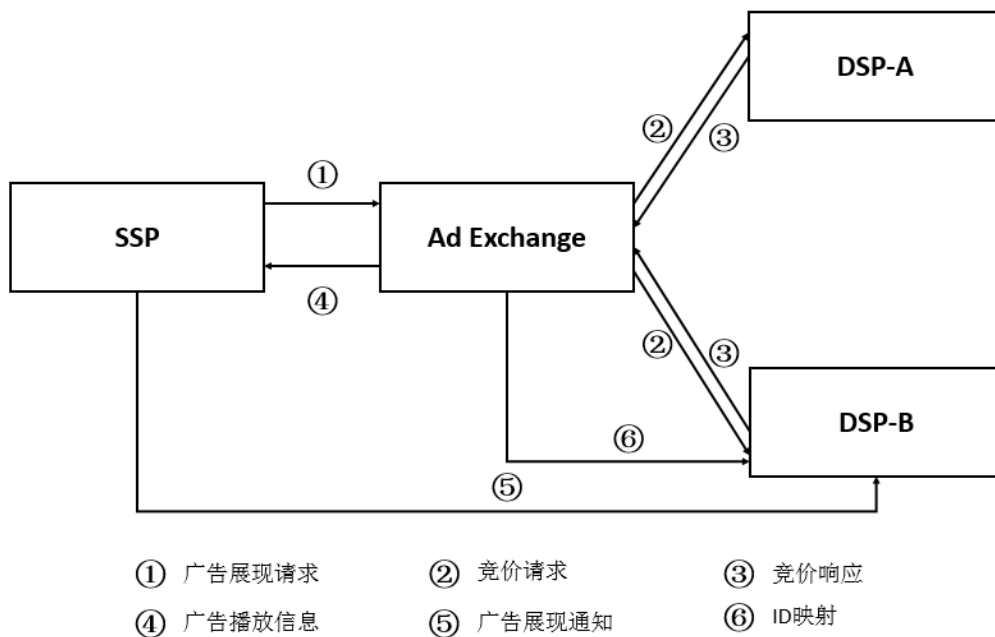 DSP-A
②
③
①
SSP
Ad Exchange
④
②
③
DSP-B
⑥
⑤
① 广告展现请求 ② 竞价请求 ③ 竞价响应
④ 广告播放信息 ⑤ 广告展现通知 ⑥ ID映射